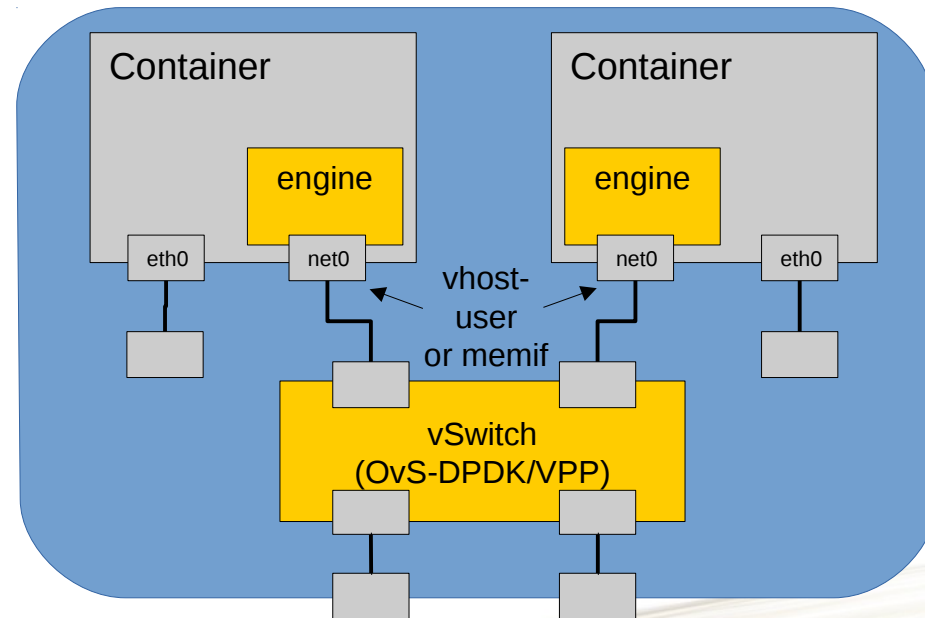 Container
Container
engine
engine
eth0
net0
net0
eth0
vhost-
user
or memif
vSwitch
(OvS-DPDK/VPP)